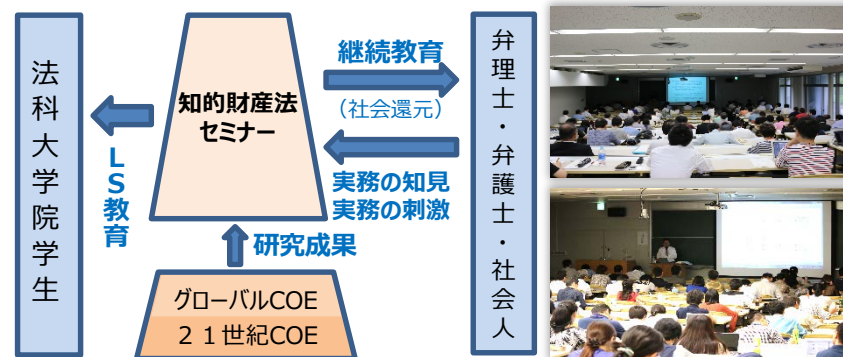 法科大学院学生
LS教育
知的財産法
セミナー
継続教育
（社会還元）
実務の知見
実務の刺激
研究成果
グローバルCOE
２１世紀COE
弁理士・弁護士・社会人